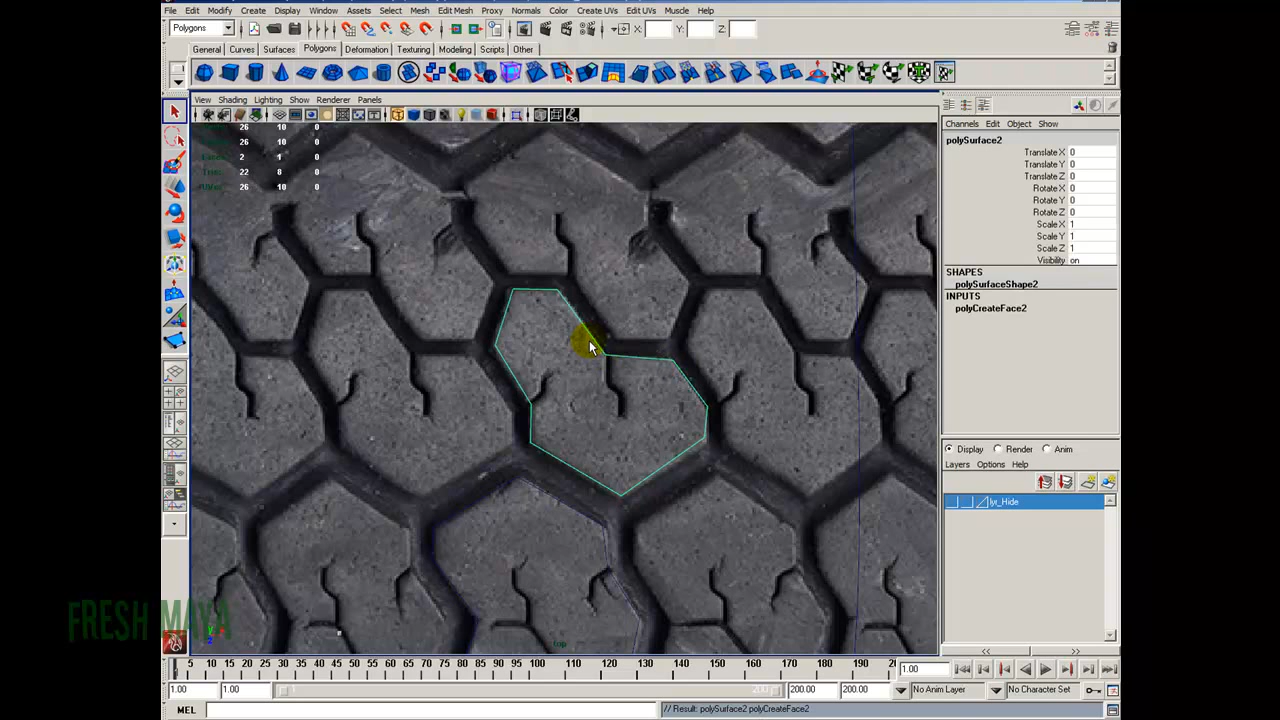 File Edit Modify Create Display Window Assets Select Mesh Edit Mesh Proxy Normals Color Create UVs Edit UVs Muscle Help
Polygons X: Y: Z:
General Curves Surfaces Polygons Deformation Texturing Modeling Scripts Other
View Shading Lighting Show Renderer Panels
26 10 0
26 10 0
2 1 0
Tris: 22 8 0
26 10 0
Channels Edit Object Show
polySurface2
Translate X 0
Translate Y 0
Translate Z 0
Rotate X 0
Rotate Y 0
Rotate Z 0
Scale X 1
Scale Y 1
Scale Z 1
Visibility on
SHAPES
polySurfaceShape2
INPUTS
polyCreateFace2
Display Render Anim
Layers Options Help
lyr_Hide
FRESH MAYA
top
5 10 15 20 25 30 35 40 45 50 55 60 65 70 75 80 85 90 95 100 110 120 130 140 150 160 170 180 190 2
1.00
1.00 1.00 200 200.00 200.00 No Anim Layer No Character Set
MEL // Result: polySurface2 polyCreateFace2